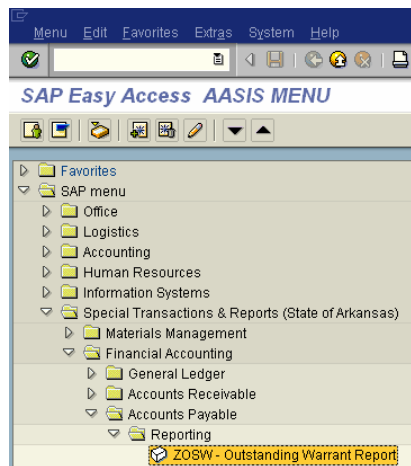 Menu Edit Favorites Extras System Help
SAP Easy Access AASIS MENU
Favorites
SAP menu
Office
Logistics
Accounting
Human Resources
Information Systems
Special Transactions & Reports (State of Arkansas)
Materials Management
Financial Accounting
General Ledger
Accounts Receivable
Accounts Payable
Reporting
ZOSW - Outstanding Warrant Report